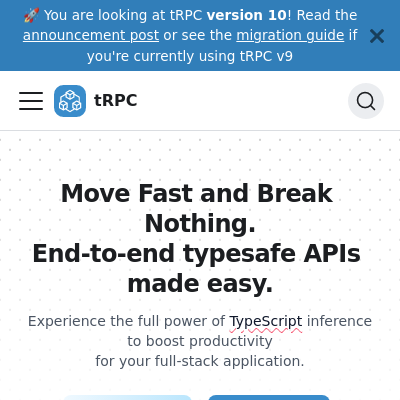 🚀 You are looking at tRPC version 10! Read the
announcement post or see the migration guide if
you're currently using tRPC v9
tRPC
Move Fast and Break
Nothing.
End-to-end typesafe APIs
made easy.
Experience the full power of TypeScript inference
to boost productivity
for your full-stack application.